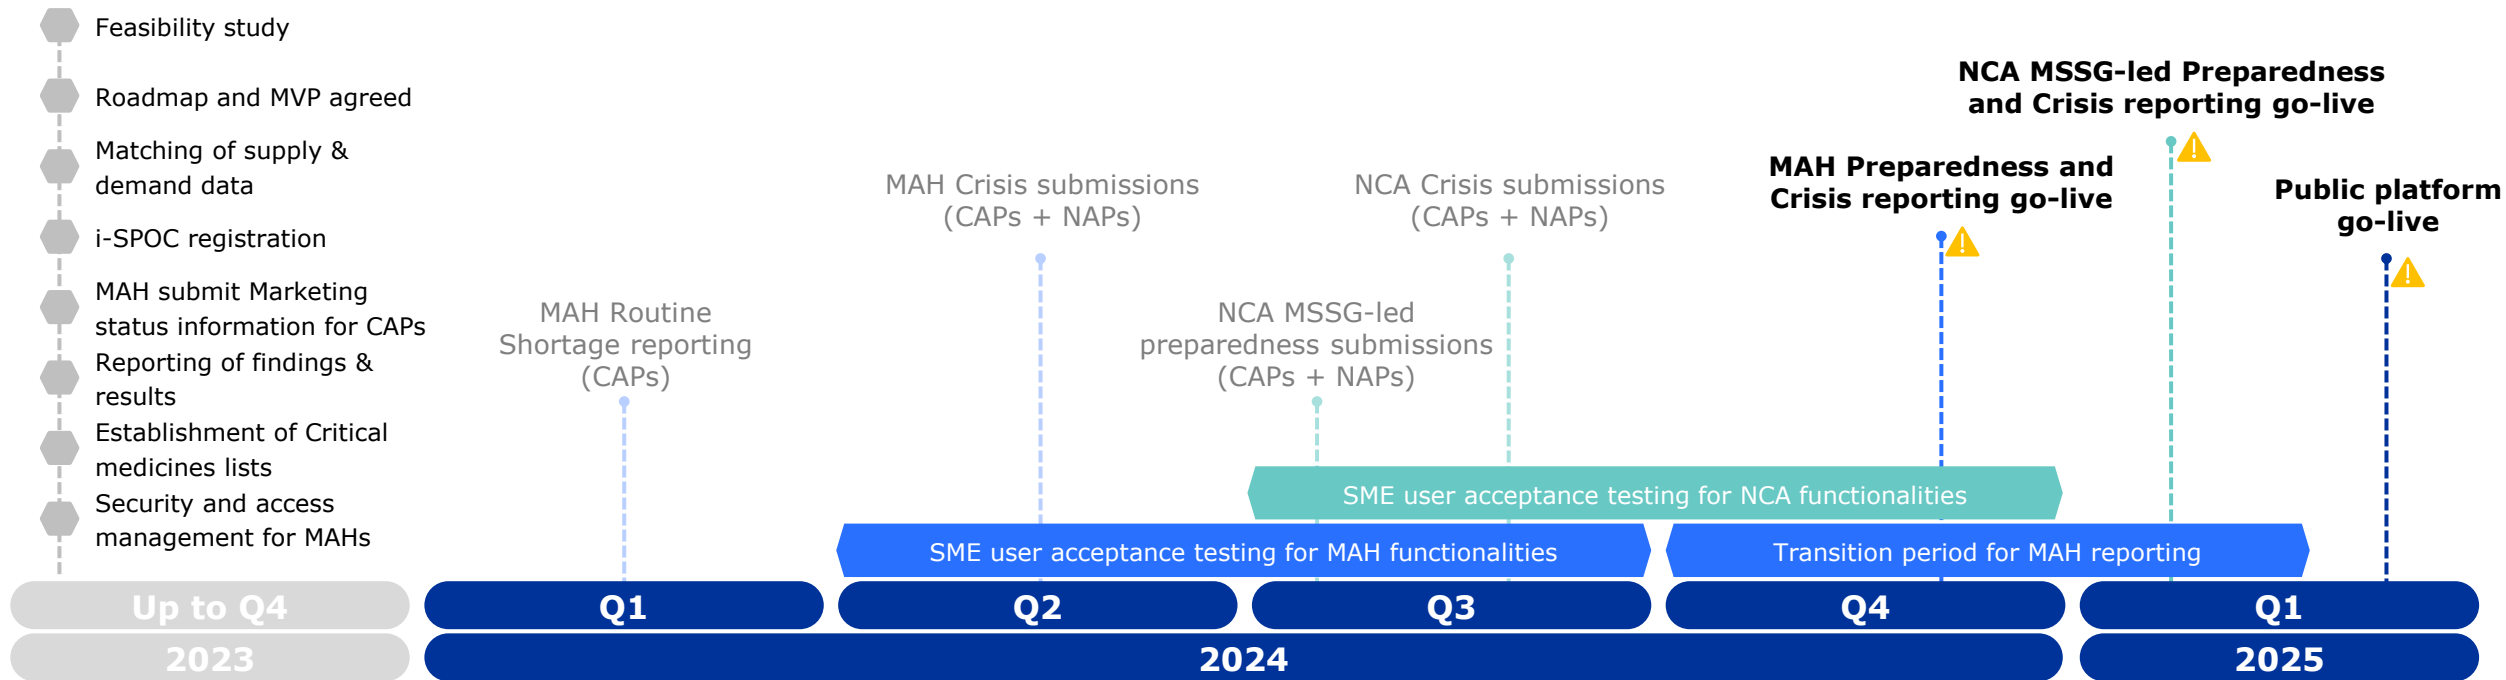 Feasibility study
Roadmap and MVP agreed
Matching of supply &
demand data
i-SPOC registration
MAH submit Marketing
status information for CAPs
Reporting of findings &
results
Establishment of Critical
medicines lists
Security and access
management for MAHs
MAH Routine
Shortage reporting
(CAPs)
MAH Crisis submissions
(CAPs + NAPs)
NCA MSSG-led
preparedness submissions
(CAPs + NAPs)
NCA Crisis submissions
(CAPs + NAPs)
MAH Preparedness and
Crisis reporting go-live
NCA MSSG-led Preparedness
and Crisis reporting go-live
Public platform
go-live
SME user acceptance testing for NCA functionalities
SME user acceptance testing for MAH functionalities
Transition period for MAH reporting
Up to Q4
Q1
Q2
Q3
Q4
Q1
2023
2024
2025